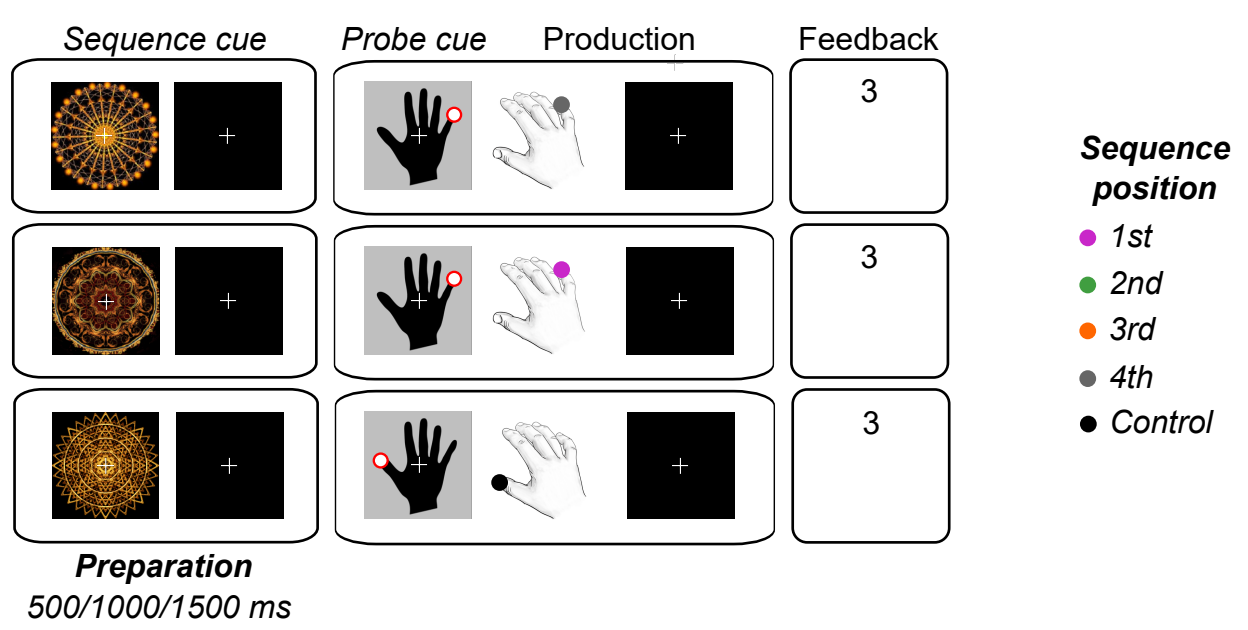 Sequence cue
Probe cue
Production
Feedback
3
3
3
Preparation
500/1000/1500 ms
Sequence
position
1st
2nd
3rd
4th
Control